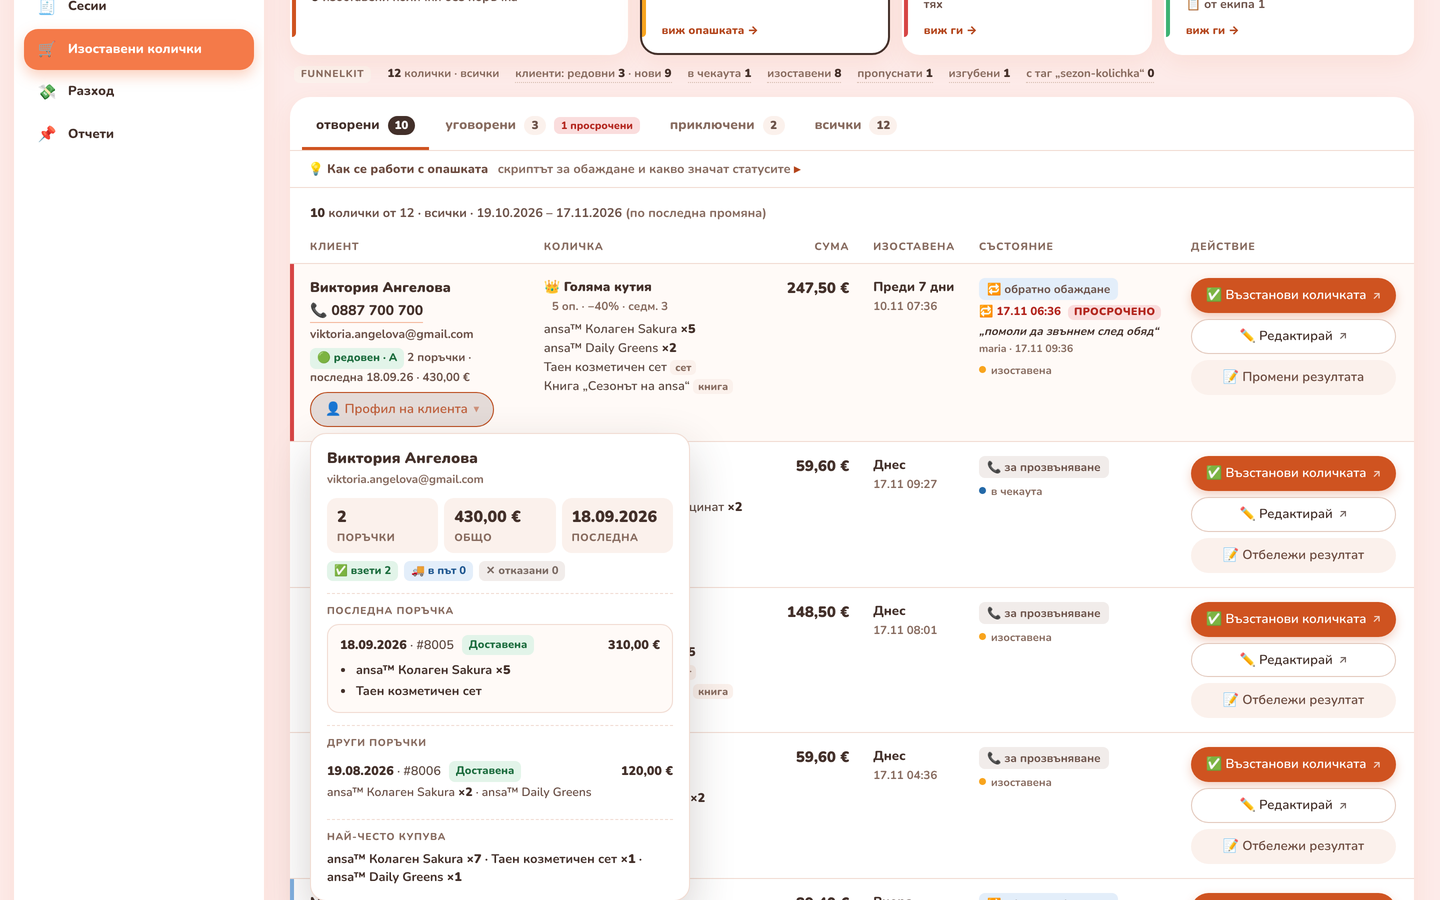 Сесии
Изоставени колички
Разход
Отчети
виж опашката →
тях
виж ги →
от екипа 1
виж ги →
FUNNELKIT 12 колички · всички клиенти: редовни 3 · нови 9 в чекаута 1 изоставени 8 пропуснати 1 изгубени 1 с таг „sezon-kolichka“ 0
отворени 10 уговорени 3 1 просрочени приключени 2 всички 12
Как се работи с опашката скриптът за обаждане и какво значат статусите ▸
10 колички от 12 · всички · 19.10.2026 – 17.11.2026 (по последна промяна)
КЛИЕНТ КОЛИЧКА СУМА ИЗОСТАВЕНА СЪСТОЯНИЕ ДЕЙСТВИЕ
Виктория Ангелова
0887 700 700
viktoria.angelova@gmail.com
редовен · A 2 поръчки ·
последна 18.09.26 · 430,00 €
Профил на клиента ▾
Голяма кутия
5 оп. · −40% · седм. 3
ansa™ Колаген Sakura ×5
ansa™ Daily Greens ×2
Таен козметичен сет сет
Книга „Сезонът на ansa“ книга
247,50 €
Преди 7 дни
10.11 07:36
обратно обаждане
17.11 06:36 ПРОСРОЧЕНО
„помоли да звъннем след обяд“
maria · 17.11 09:36
изоставена
Възстанови количката ↗
Редактирай ↗
Промени резултата
Виктория Ангелова
viktoria.angelova@gmail.com
2 ПОРЪЧКИ
430,00 € ОБЩО
18.09.2026 ПОСЛЕДНА
взети 2 в път 0 ✕ отказани 0
ПОСЛЕДНА ПОРЪЧКА
18.09.2026 · #8005 Доставена 310,00 €
• ansa™ Колаген Sakura ×5
• Таен козметичен сет
ДРУГИ ПОРЪЧКИ
19.08.2026 · #8006 Доставена 120,00 €
ansa™ Колаген Sakura ×2 · ansa™ Daily Greens
НАЙ-ЧЕСТО КУПУВА
ansa™ Колаген Sakura ×7 · Таен козметичен сет ×1 ·
ansa™ Daily Greens ×1
цинат ×2
59,60 €
Днес
17.11 09:27
за прозвъняване
в чекаута
Възстанови количката ↗
Редактирай ↗
Отбележи резултат
5
книга
148,50 €
Днес
17.11 08:01
за прозвъняване
изоставена
Възстанови количката ↗
Редактирай ↗
Отбележи резултат
×2
59,60 €
Днес
17.11 04:36
за прозвъняване
изоставена
Възстанови количката ↗
Редактирай ↗
Отбележи резултат